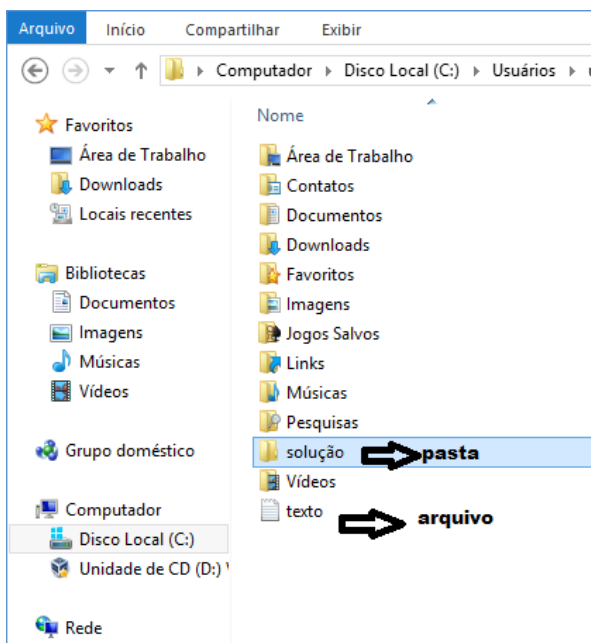 Arquivo Início Compartilhar Exibir
Computador Disco Local (C:) Usuários
Favoritos
Área de Trabalho
Downloads
Locais recentes
Bibliotecas
Documentos
Imagens
Músicas
Vídeos
Grupo doméstico
Computador
Disco Local (C:)
Unidade de CD (D:)
Rede
Nome
Área de Trabalho
Contatos
Documentos
Downloads
Favoritos
Imagens
Jogos Salvos
Links
Músicas
Pesquisas
solução pasta
Vídeos
texto arquivo